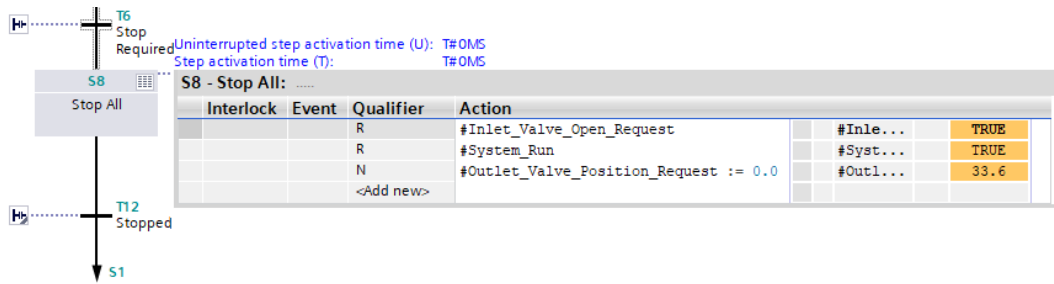 T6
Stop
Required
Uninterrupted step activation time (U): T#0MS
Step activation time (T): T#0MS
S8
Stop All
S8 - Stop All: .....
Interlock Event Qualifier Action
R #Inlet_Valve_Open_Request #Inle... TRUE
R #System_Run #Syst... TRUE
N #Outlet_Valve_Position_Request := 0.0 #Outl... 33.6
<Add new>
T12
Stopped
S1